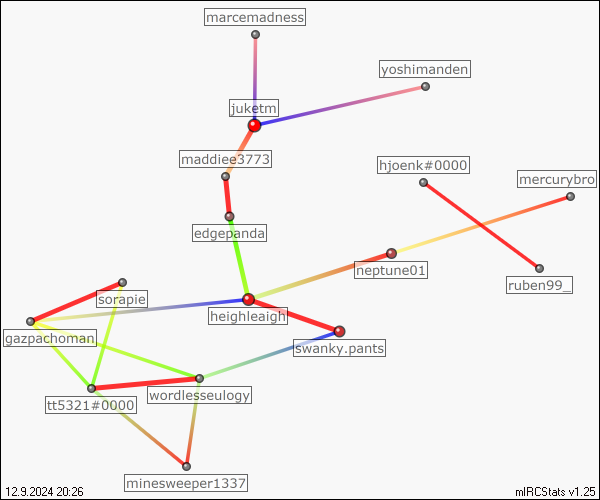 marcemadness
yoshimanden
juketm
maddiee3773
hjoenk#0000
mercurybro
edgepanda
neptune01
ruben99_
sorapie
heighleaigh
gazpachoman
swanky.pants
wordlesseulogy
tt5321#0000
minesweeper1337
12.9.2024 20:26
mIRCStats v1.25